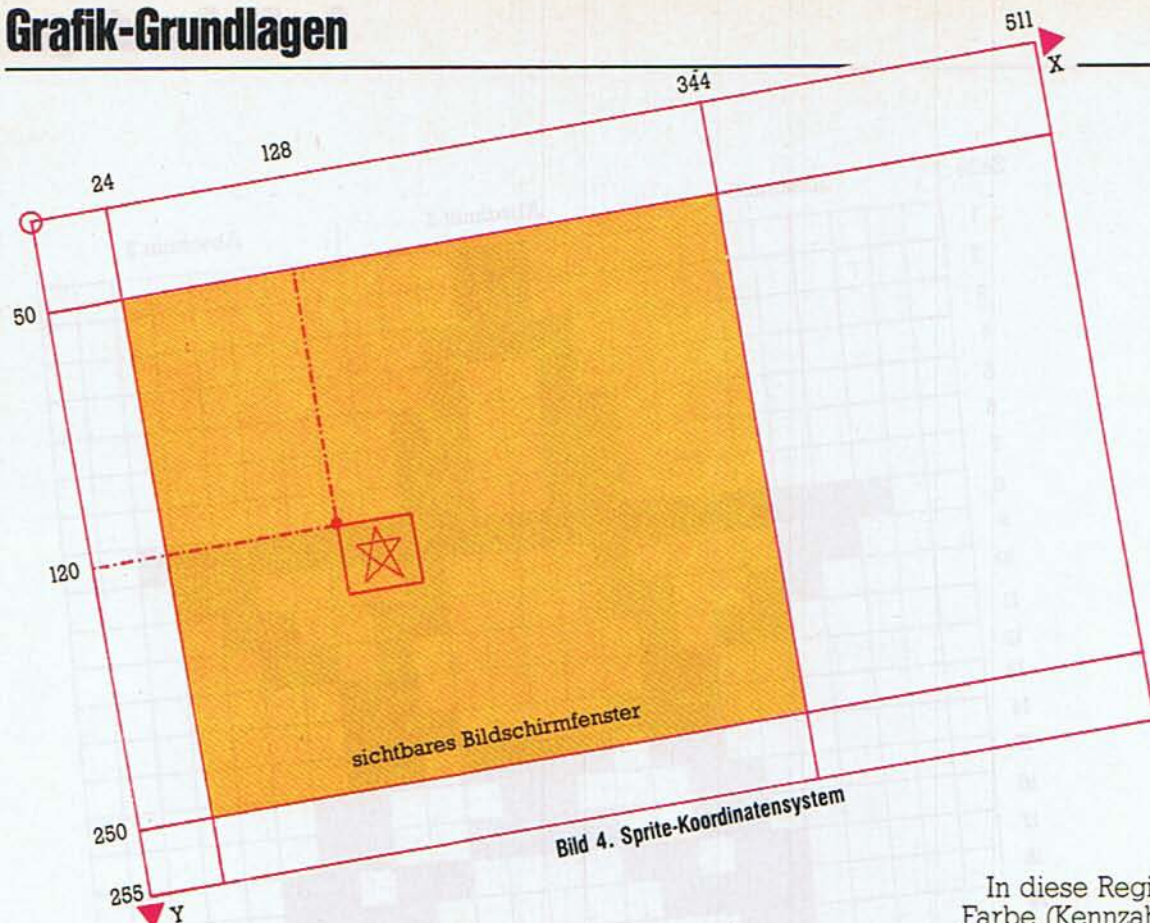 Grafik-Grundlagen
511
X
344
128
24
50
120
sichtbares Bildschirmfenster
250
Bild 4. Sprite-Koordinatensystem
255
Y
In diese Regi
Farbe (Kennzahl